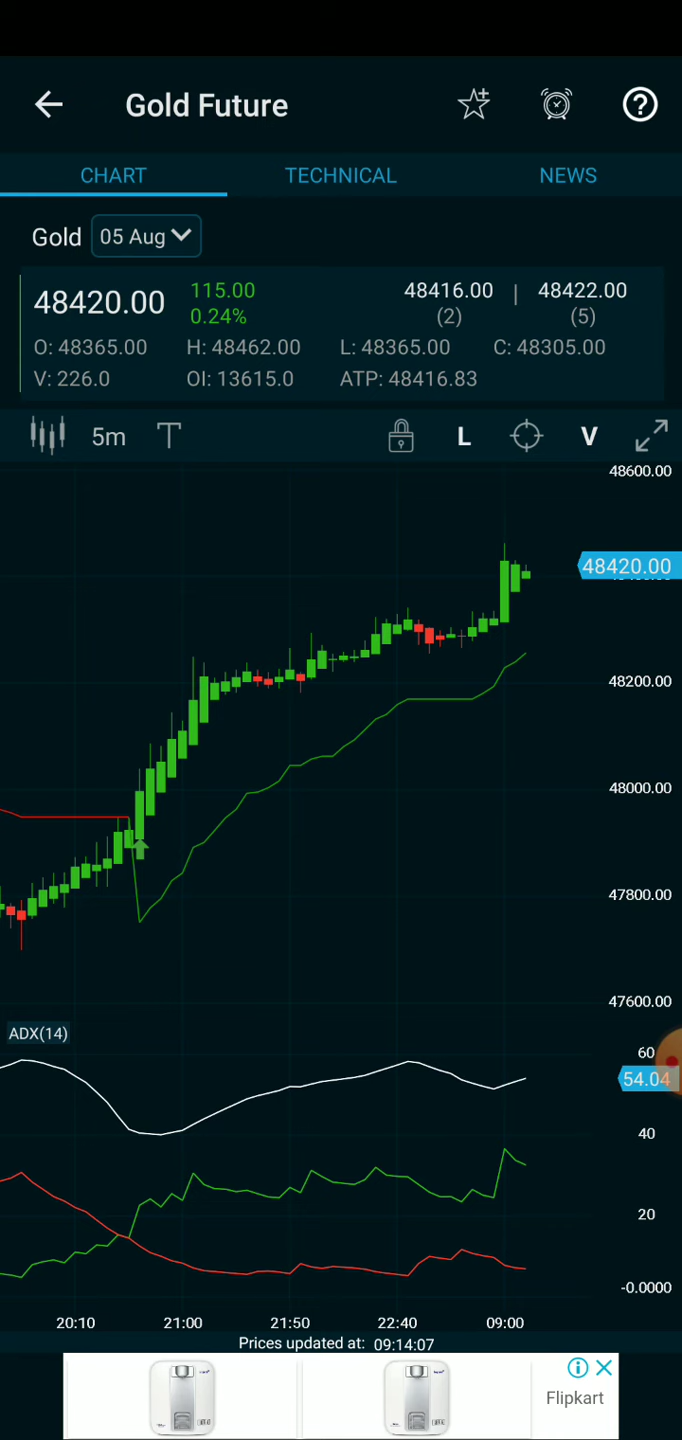 Gold Future
CHART TECHNICAL NEWS
Gold 05 Aug
48420.00 115.00 48416.00 | 48422.00
0.24% (2) (5)
O: 48365.00 H: 48462.00 L: 48365.00 C: 48305.00
V: 226.0 OI: 13615.0 ATP: 48416.83
5m T L V
48600.00
48420.00
48200.00
48000.00
47800.00
47600.00
ADX(14)
60
54.04
40
20
-0.0000
20:10 21:00 21:50 22:40 09:00
Prices updated at: 09:14:07
Flipkart